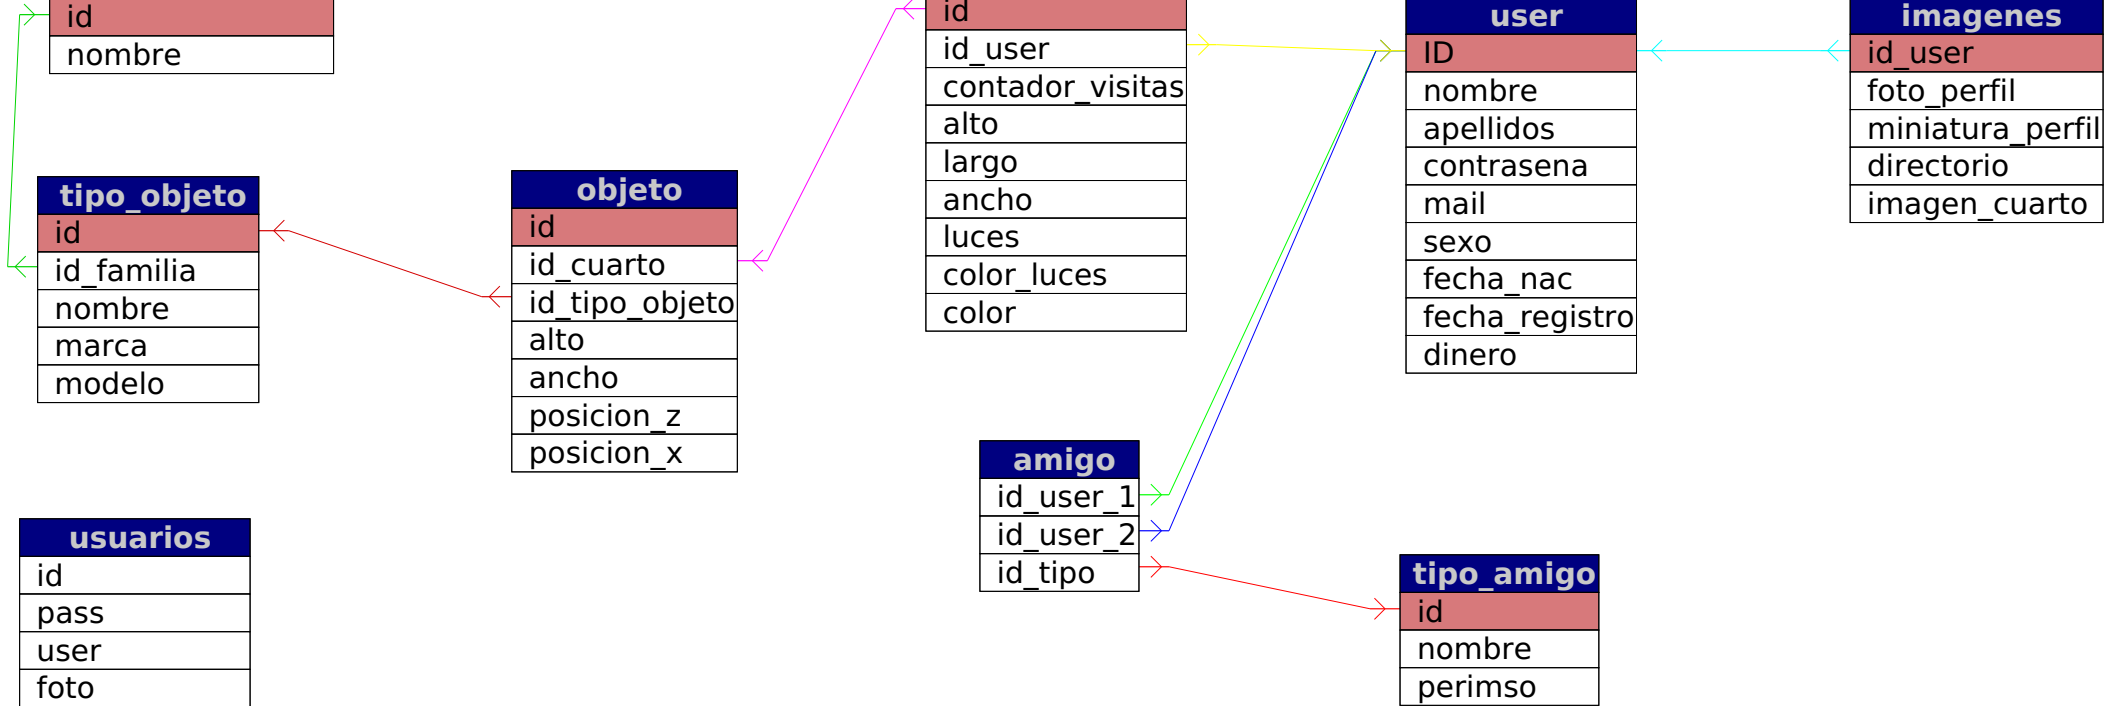 id
nombre
tipo_objeto
id
id_familia
nombre
marca
modelo
usuarios
id
pass
user
foto
objeto
id
id_cuarto
id_tipo_objeto
alto
ancho
posicion_z
posicion_x
id
id_user
contador_visitas
alto
largo
ancho
luces
color_luces
color
amigo
id_user_1
id_user_2
id_tipo
user
ID
nombre
apellidos
contrasena
mail
sexo
fecha_nac
fecha_registro
dinero
tipo_amigo
id
nombre
perimso
imagenes
id_user
foto_perfil
miniatura_perfil
directorio
imagen_cuarto